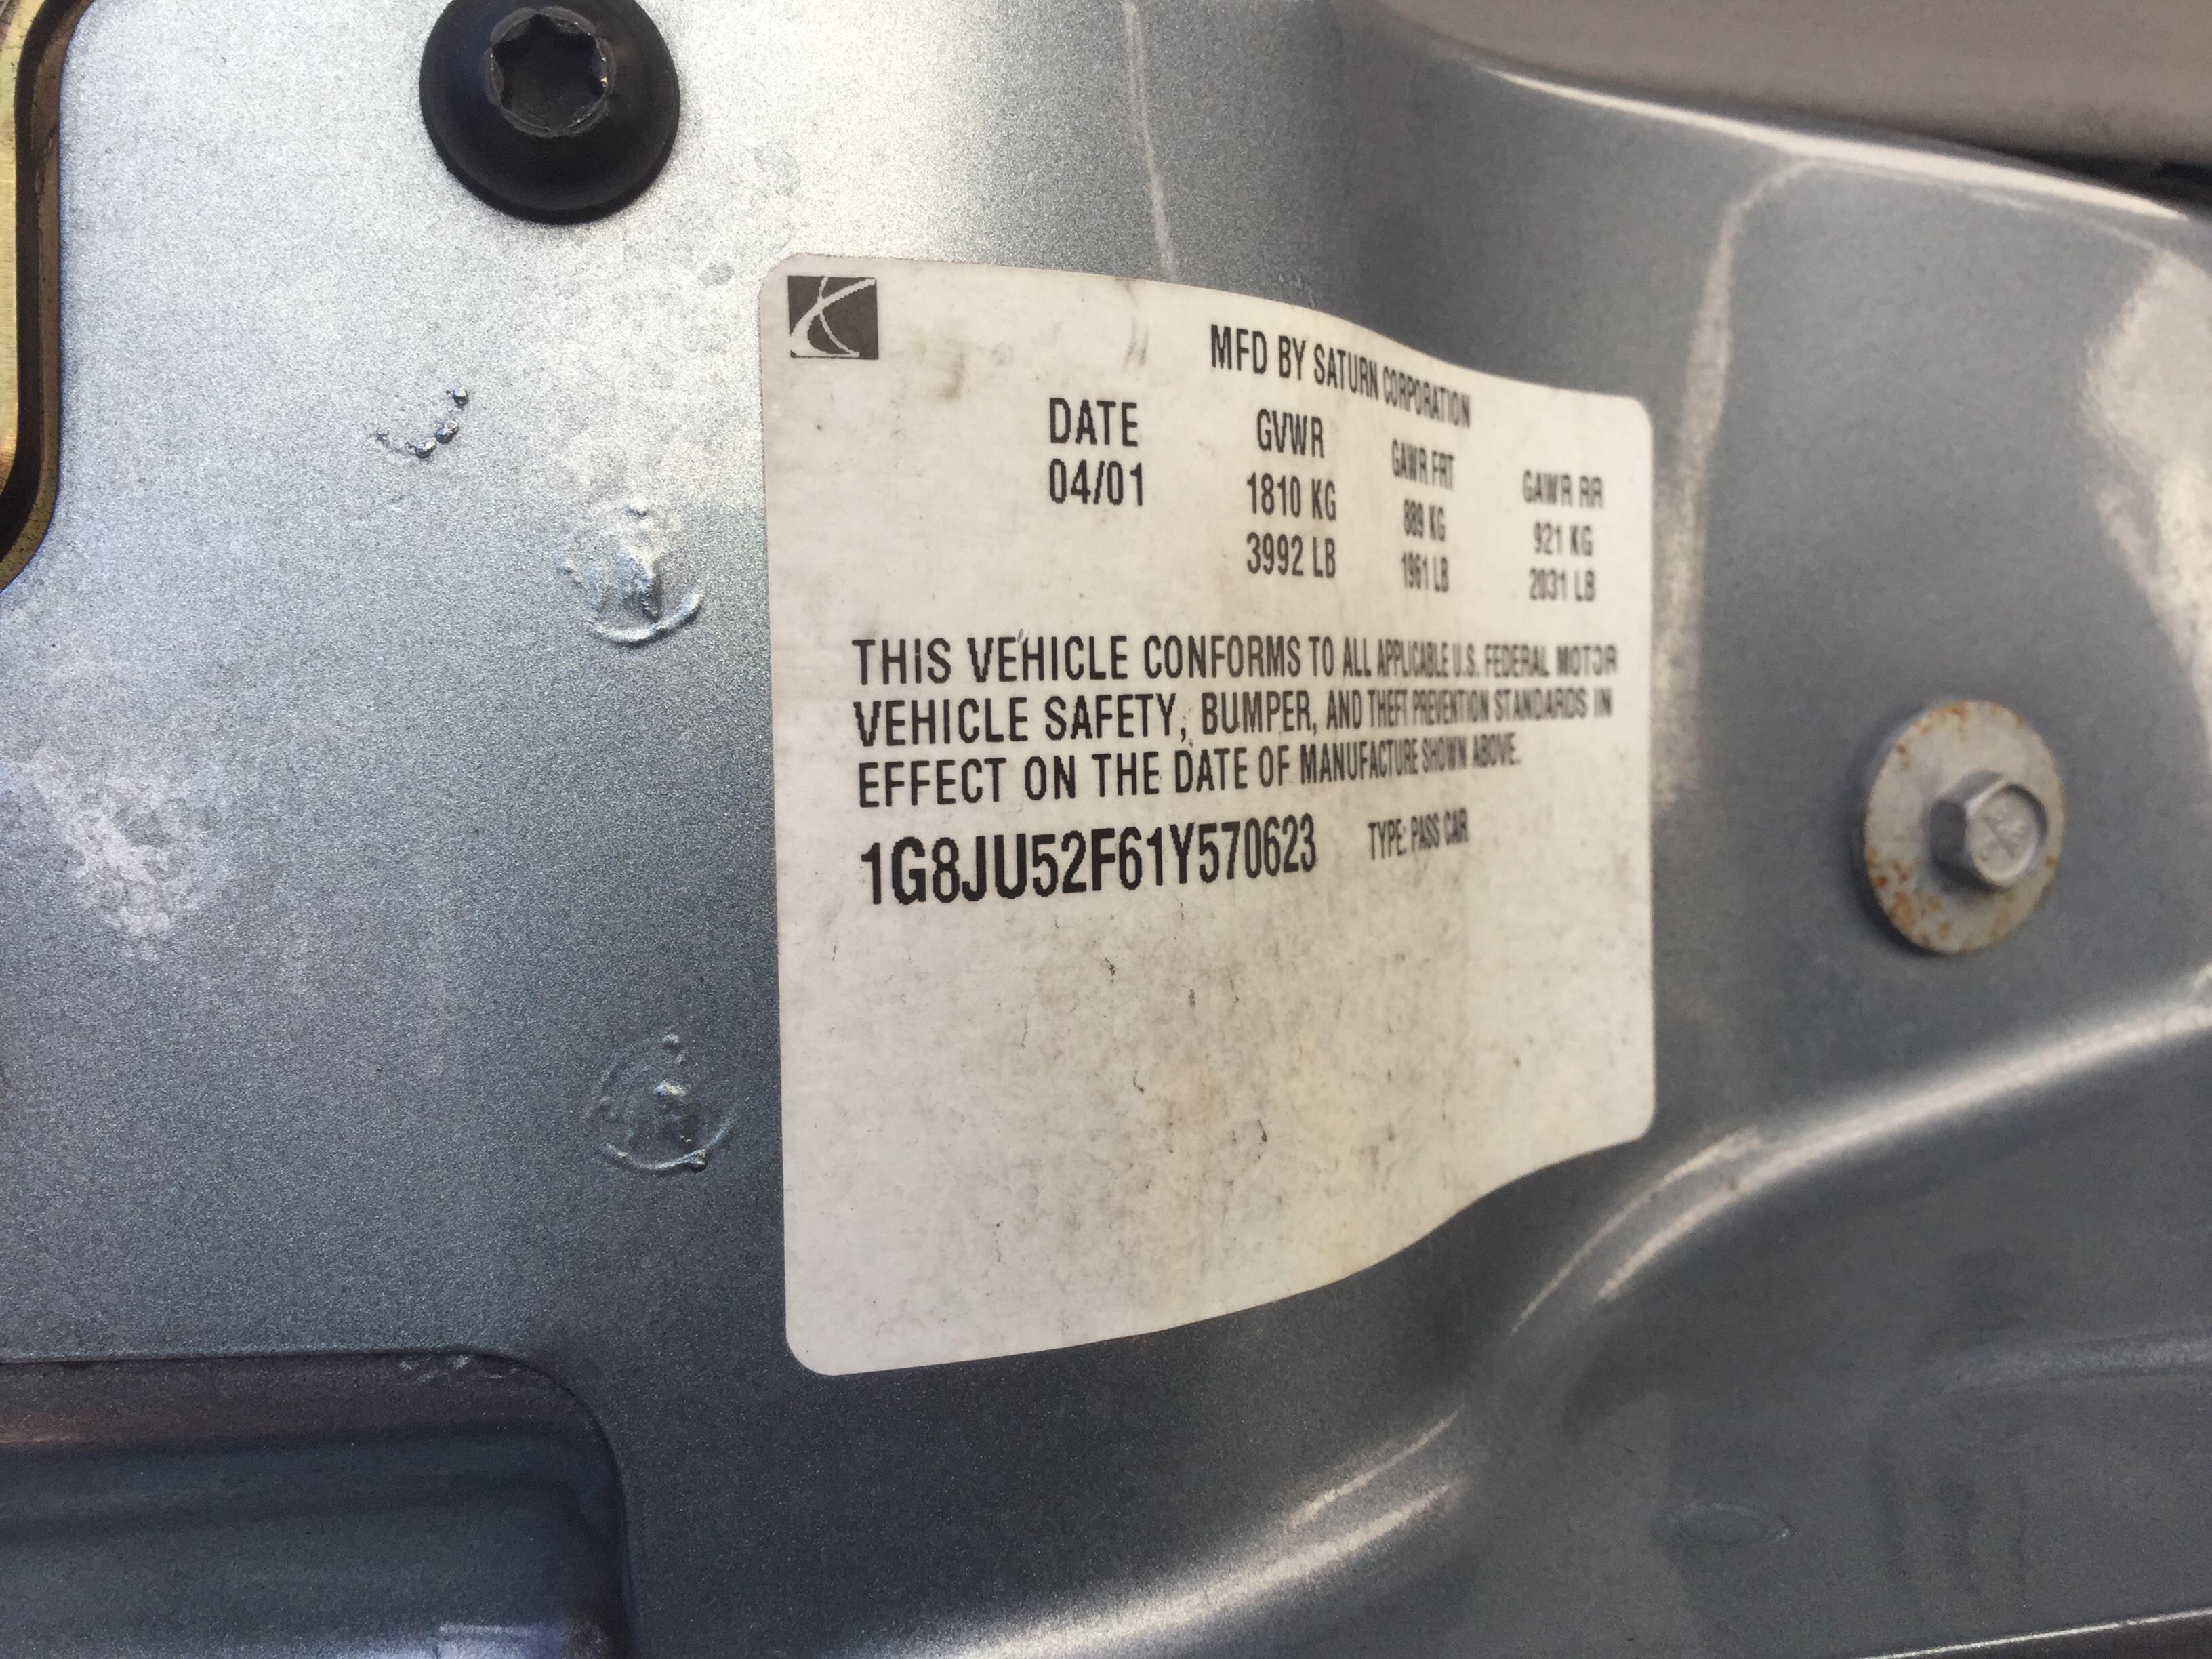 MFD BY SATURN CORPORATION
DATE GVWR GAWR FRT GAWR RR
04/01 1810 KG 889 KG 921 KG
3992 LB 1961 LB 2031 LB
THIS VEHICLE CONFORMS TO ALL APPLICABLE U.S. FEDERAL MOTOR
VEHICLE SAFETY, BUMPER, AND THEFT PREVENTION STANDARDS IN
EFFECT ON THE DATE OF MANUFACTURE SHOWN ABOVE.
1G8JU52F61Y570623 TYPE: PASS CAR